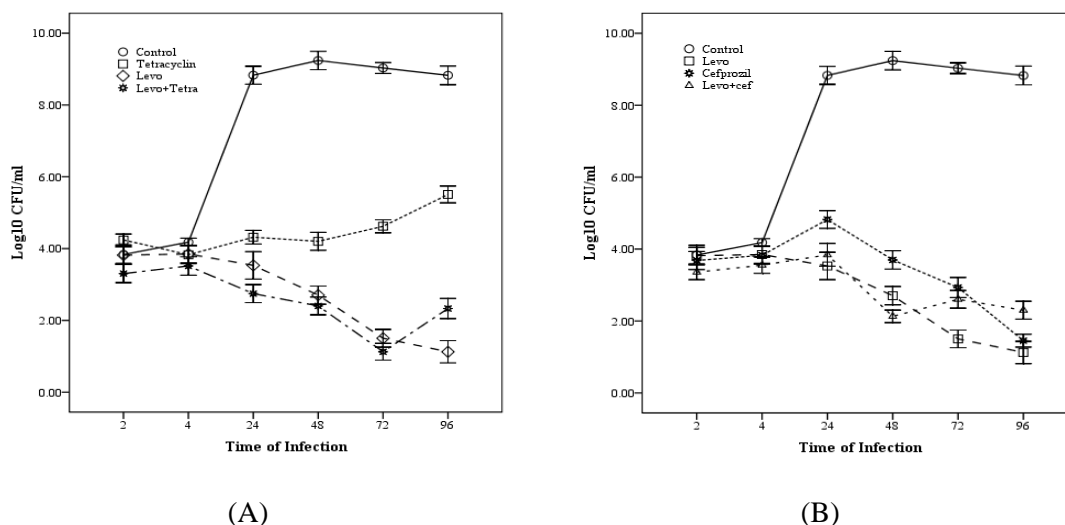 10.00
8.00
6.00
4.00
2.00
0.00
Log10 CFU/ml
Control
Tetracyclin
Levo
Levo+Tetra
2 4 24 48 72 96
Time of Infection
(A)
10.00
8.00
6.00
4.00
2.00
0.00
Log10 CFU/ml
Control
Levo
Cefprozil
Levo+cef
2 4 24 48 72 96
Time of Infection
(B)